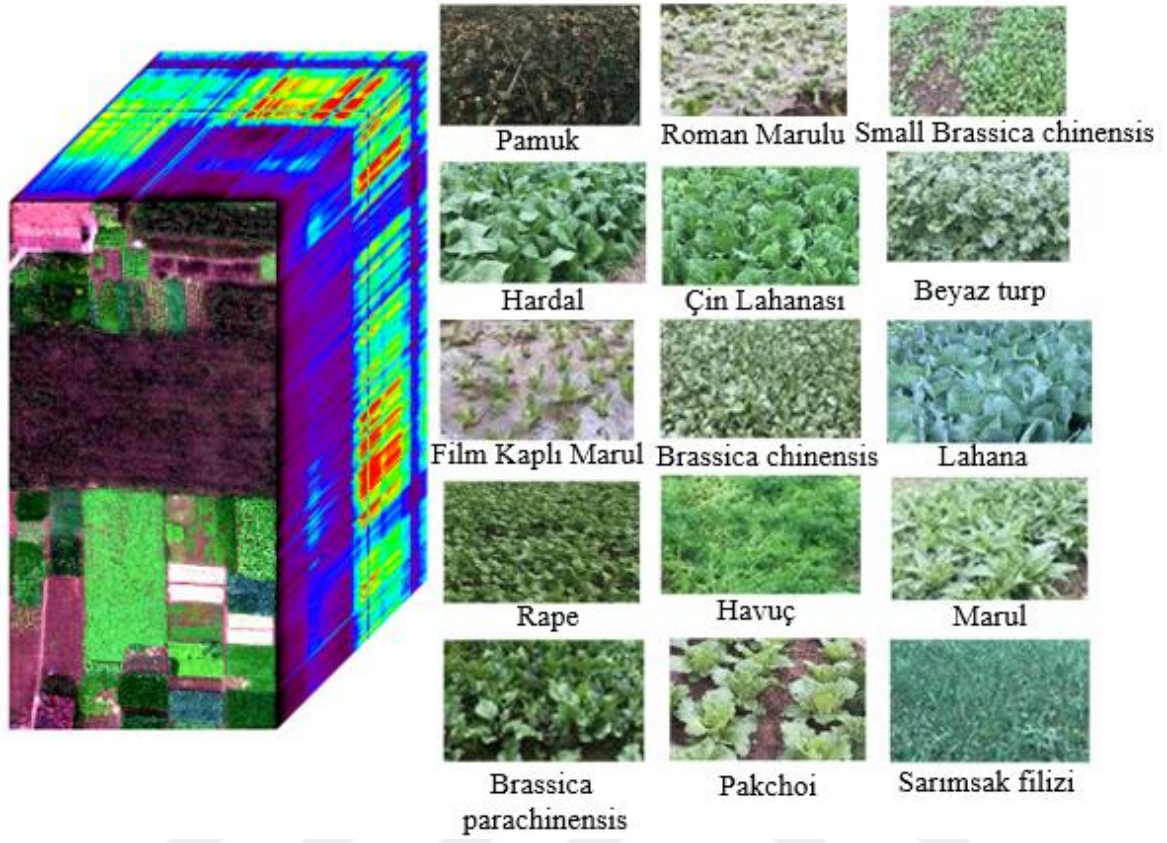 Pamuk
Roman Marulu
Small Brassica chinensis
Hardal
Çin Lahanası
Beyaz turp
Film Kaplı Marul
Brassica chinensis
Lahana
Rape
Havuç
Marul
Brassica
parachinensis
Pakchoi
Sarımsak filizi